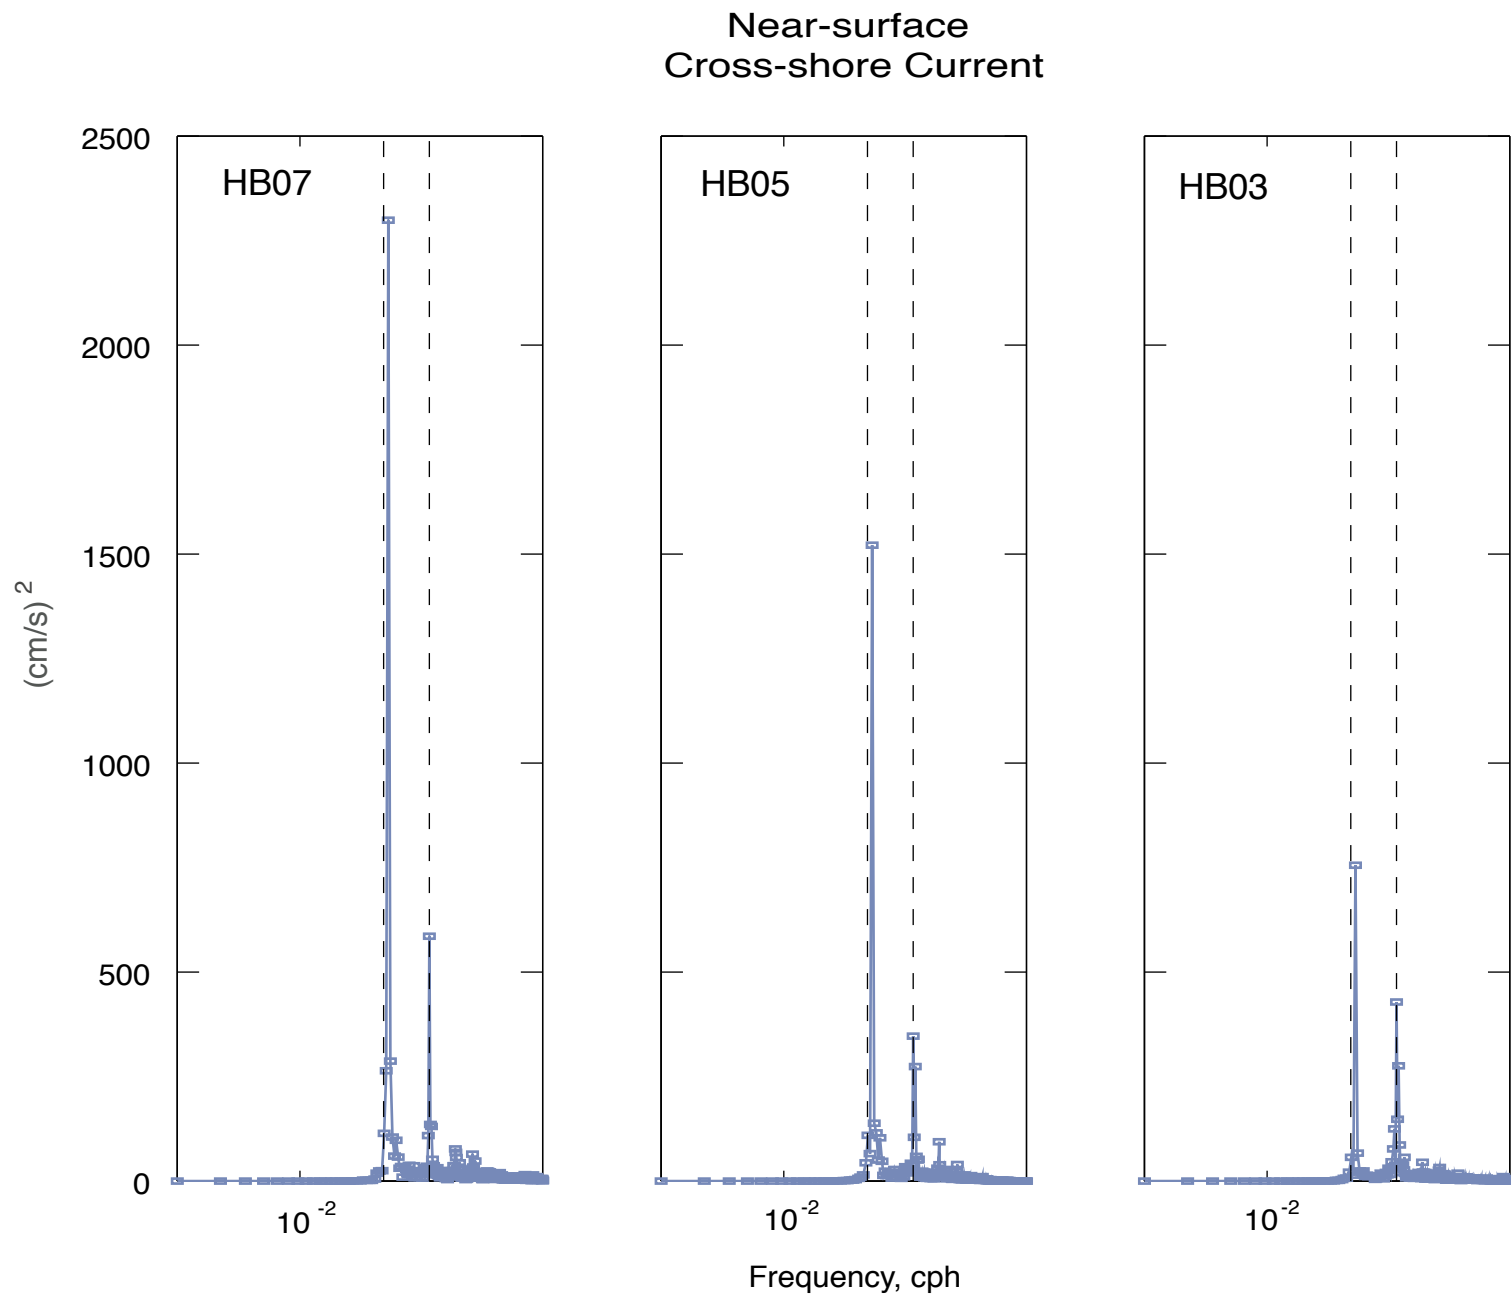 Near-surface
Cross-shore Current
2500
2000
1500
1000
500
0
(cm/s) 2
HB07
HB05
HB03
10 -2
10 -2
10 -2
Frequency, cph